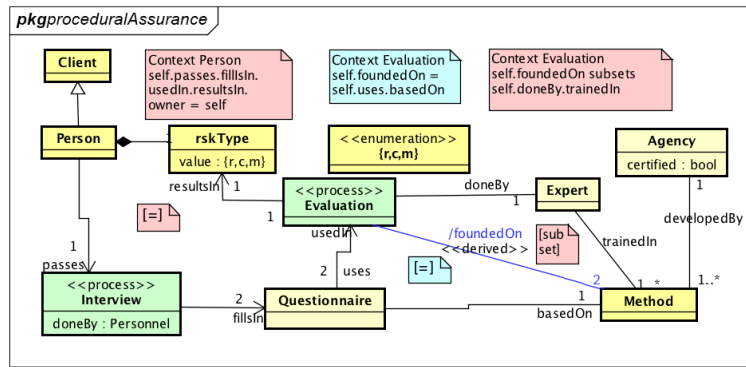 pkgproceduralAssurance
Client
Context Person
self.passes.fillsIn.
usedIn.resultsIn.
owner = self
Context Evaluation
self.foundedOn =
self.uses.basedOn
Context Evaluation
self.foundedOn subsets
self.doneBy.trainedIn
Person
1
rskType
value : {r,c,m}
<<enumeration>>
{r,c,m}
Agency
certified : bool
resultsIn
1
<<process>>
Evaluation
1
doneBy
1
Expert
1
developedBy
[=]
usedIn
/foundedOn
<<derived>>
[sub
set]
trainedIn
1
passes
2
uses
[=]
2
1..*
1..*
<<process>>
Interview
doneBy : Personnel
2
fillsIn
Questionnaire
1
basedOn
Method